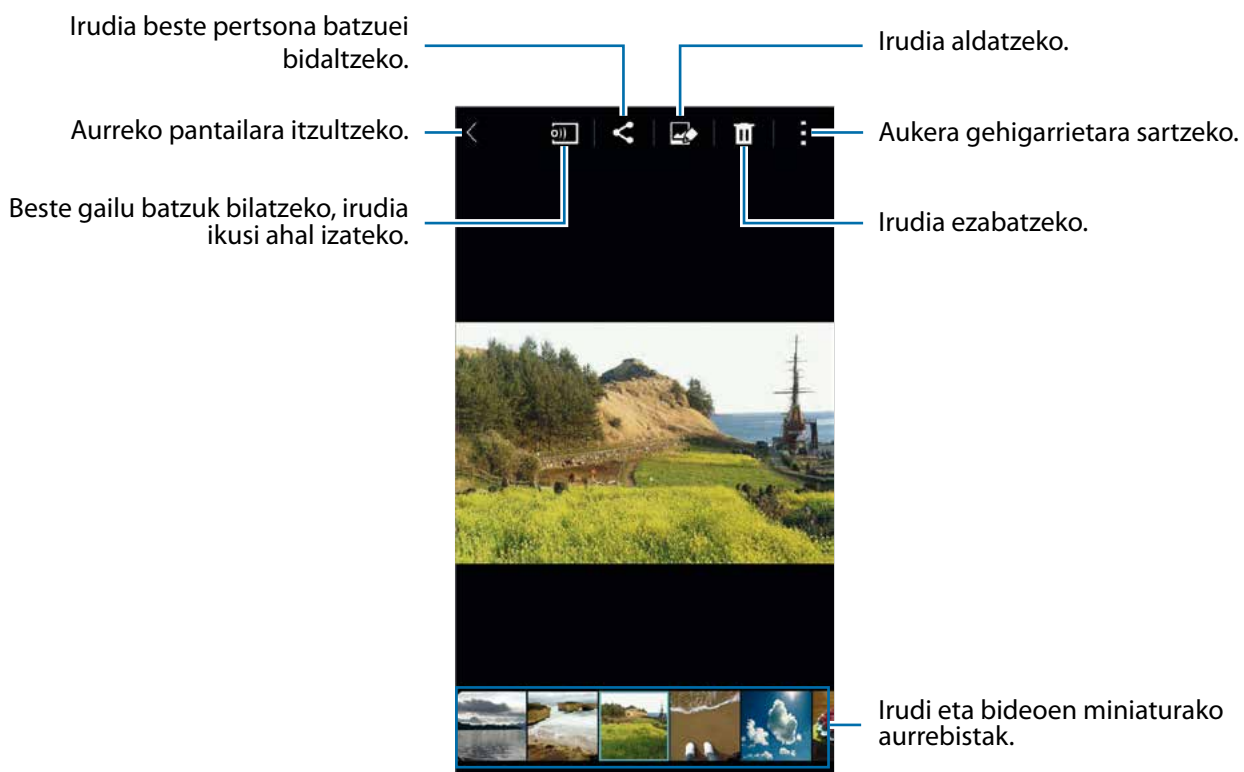 Irudia beste pertsona batzuei
bidaltzeko.
Aurreko pantailara itzultzeko.
Beste gailu batzuk bilatzeko, irudia
ikusi ahal izateko.
Irudia aldatzeko.
Aukera gehigarrietara sartzeko.
Irudia ezabatzeko.
Irudi eta bideoen miniaturako
aurrebistak.